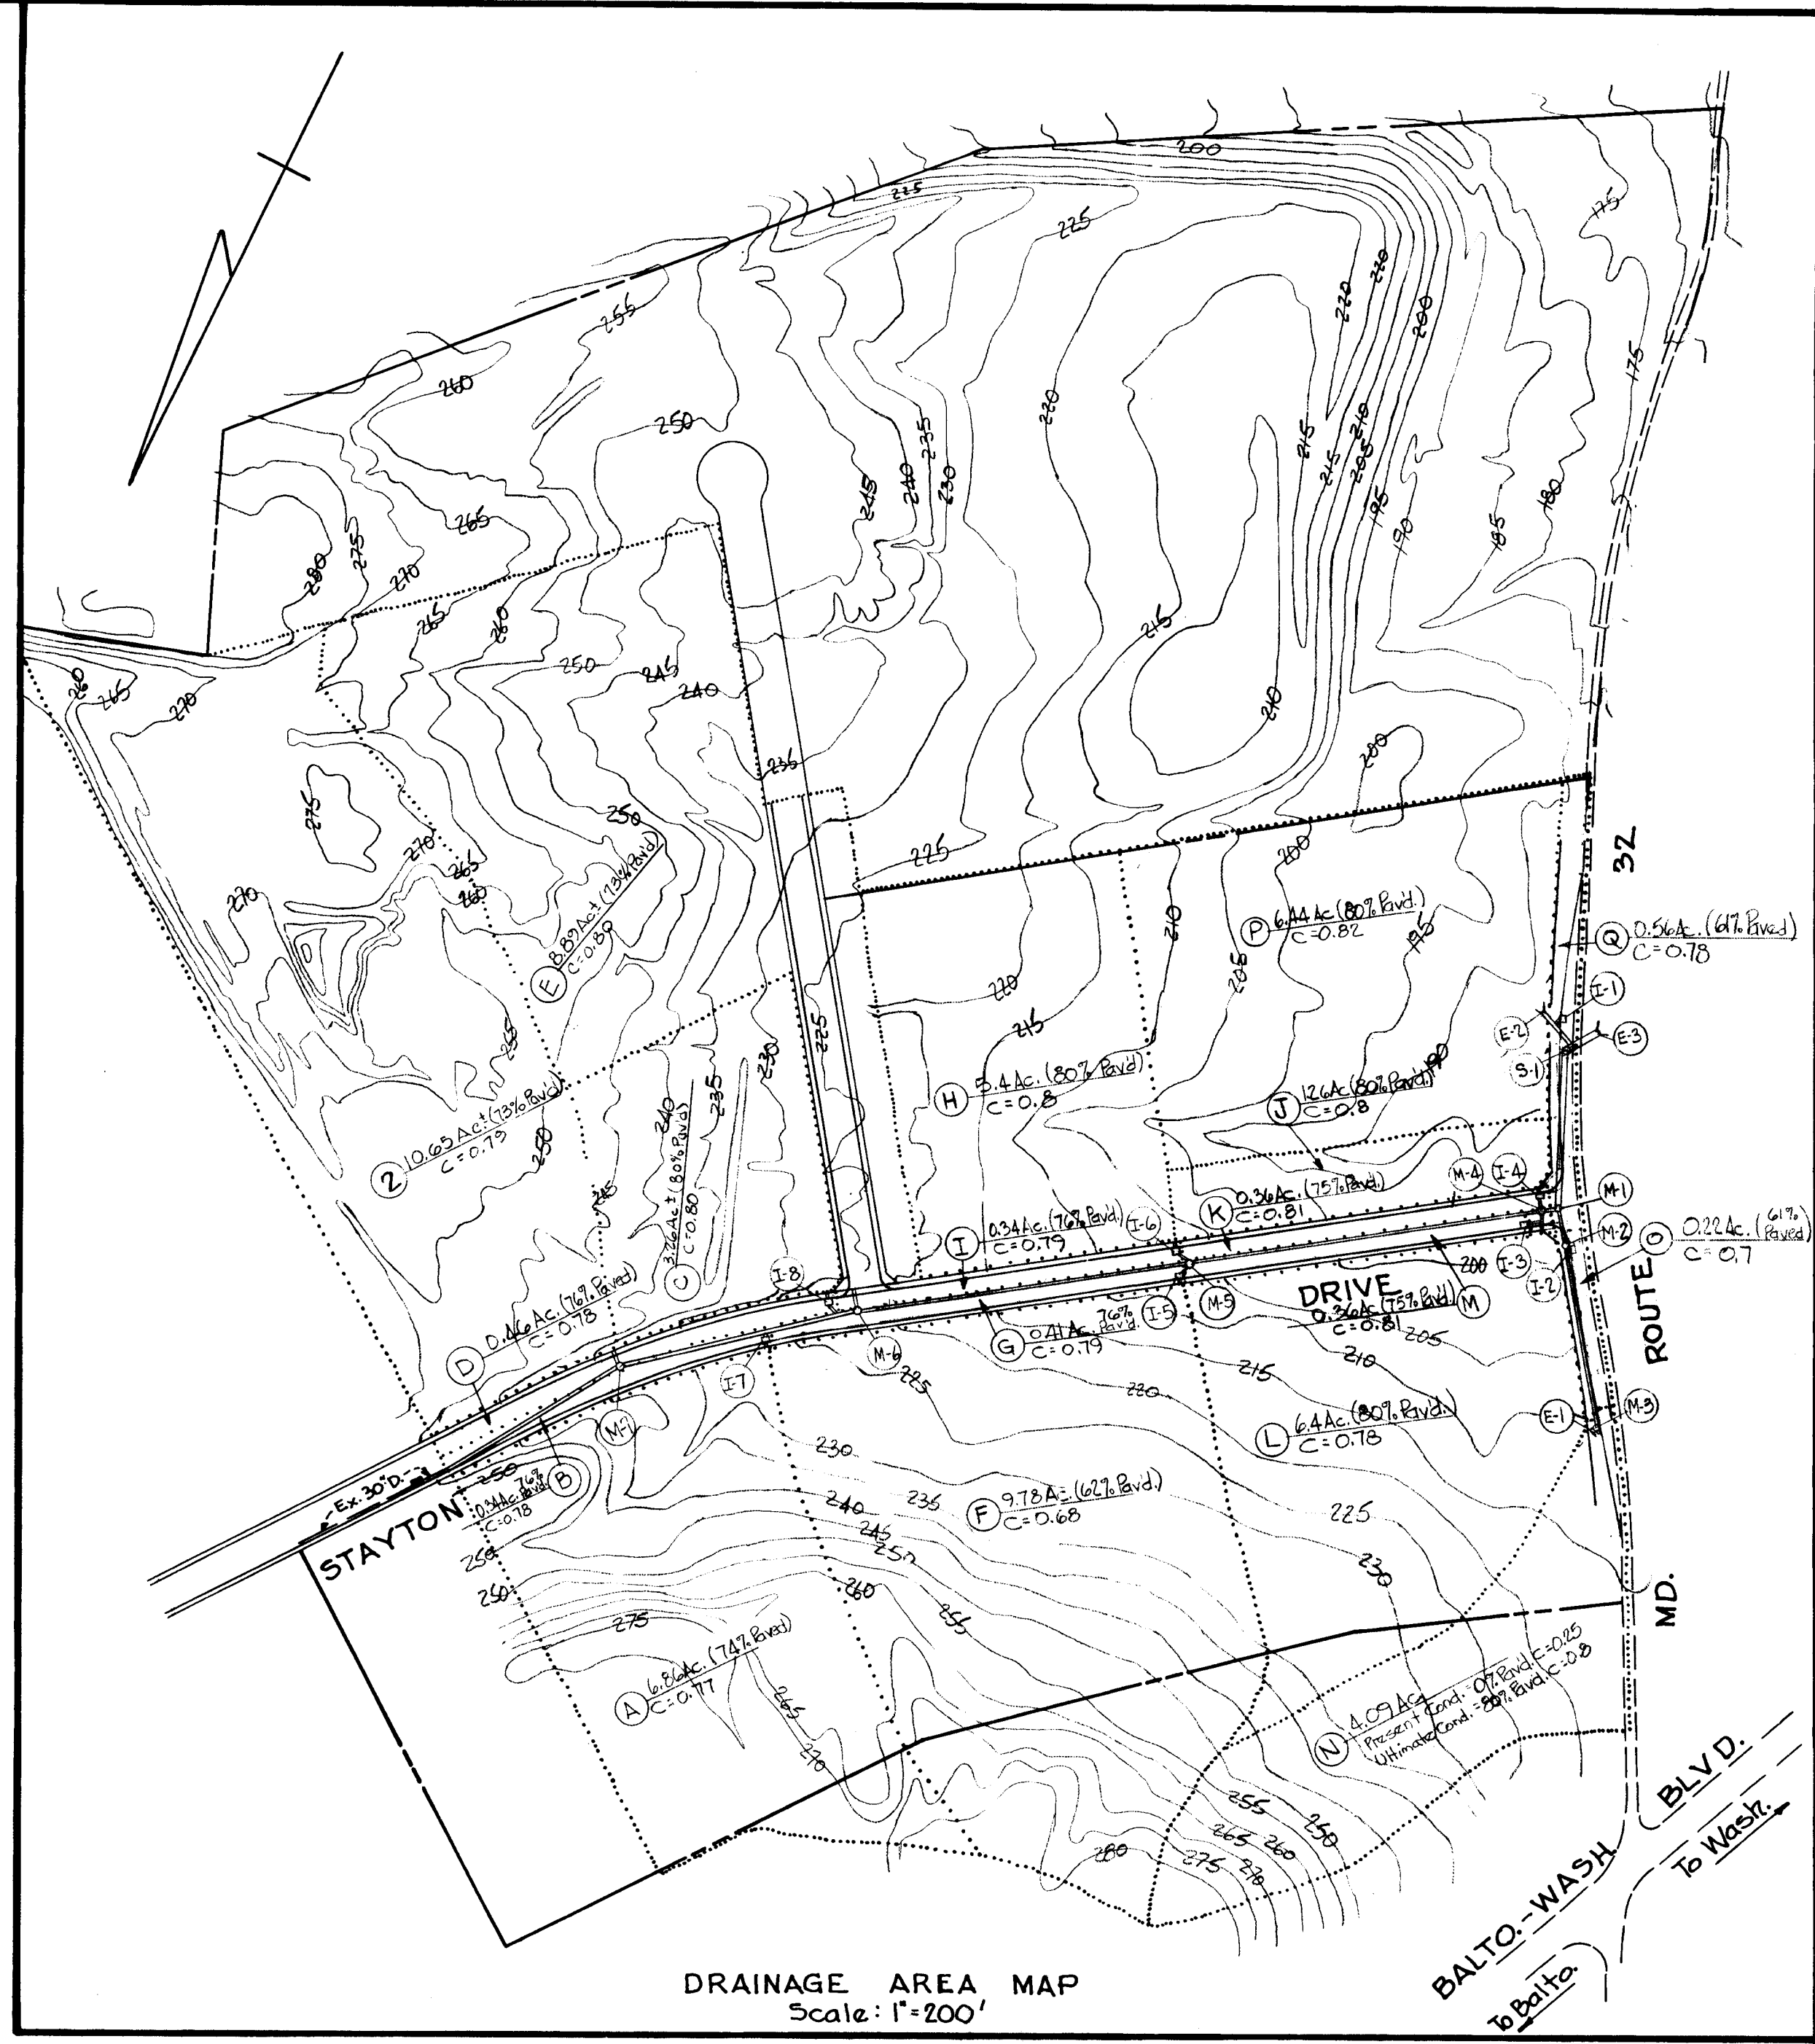 200
225
225
175
255
220
220
200
175
260
250
235
245
240
230
220
215
215
210
205
195
190
185
180
280
275
265
270
265
260
250
245
240
215
210
200
260
265
270
235
275
250
270
265
260
270
225
32
200
E 8.89 Ac.± (73% Pav'd)
C=0.80
P 6.44 Ac (80% Pav'd.)
C=0.82
210
205
195
Q 0.56 Ac. (61% Paved)
C=0.78
220
I-1
225
215
E-2
E-3
255
230
S-1
190
2 10.65 Ac.± (73% Pav'd)
C=0.79
250
240
235
H 5.4 Ac. (80% Pav'd)
C=0.8
J 1.26 Ac (80% Pav'd.)
C=0.8
C 3.26 Ac± (80% Pav'd)
C=0.80
245
M-4
I-4
M-1
K 0.36 Ac. (75% Pav'd.)
C=0.81
I 0.34 Ac. (76% Pav'd.)
C=0.79
I-6
M-2
O 0.22 Ac. (61% Paved)
C=0.7
I-8
200
I-3
I-2
DRIVE
D 0.46 Ac. (76% Paved)
C=0.78
M-5
I-5
M
0.36 Ac (75% Pav'd)
C=0.81
205
ROUTE
G 0.41 Ac. 76% Pav'd.
C=0.79
M-6
I-7
225
215
210
220
M-7
E-1
M-3
L 6.4 Ac. (80% Pav'd.)
C=0.78
230
Ex. 30" D.
250
B 0.34 Ac. 76% Pav'd.
C=0.78
STAYTON
240
235
F 9.78 Ac. (62% Pav'd.)
C=0.68
225
245
250
250
250
230
260
255
275
MD.
A 6.86 Ac. (74% Paved)
C=0.77
265
270
N 4.09 Ac.
Present Cond. = 0% Pav'd. C=0.25
Ultimate Cond. = 80% Pav'd. C=0.8
255
250
265
260
280
275
270
BLVD.
To Wash.
BALTO.-WASH.
To Balto.
DRAINAGE AREA MAP
Scale: 1"=200'